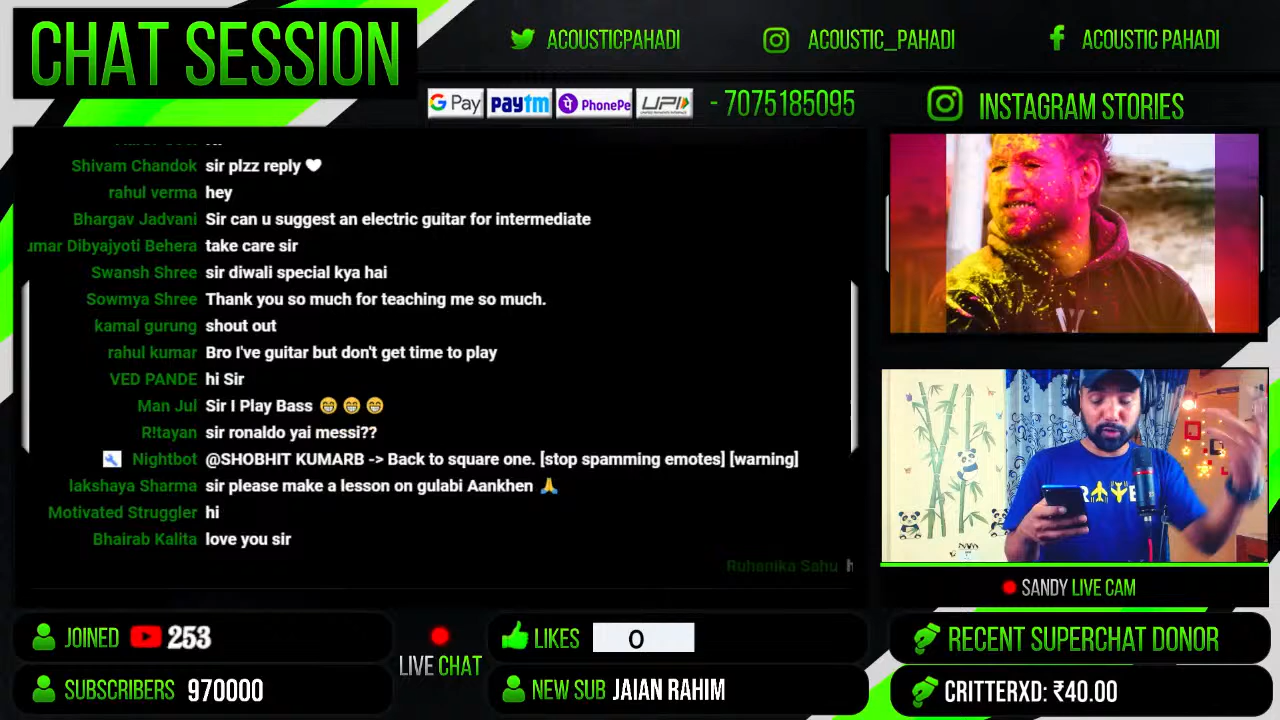 CHAT SESSION
ACOUSTICPAHADI
ACOUSTIC_PAHADI
ACOUSTIC PAHADI
G Pay paytm PhonePe UPI - 7075185095
INSTAGRAM STORIES
Shivam Chandok sir plzz reply
rahul verma hey
Bhargav Jadvani Sir can u suggest an electric guitar for intermediate
umar Dibyajyoti Behera take care sir
Swansh Shree sir diwali special kya hai
Sowmya Shree Thank you so much for teaching me so much.
kamal gurung shout out
rahul kumar Bro I've guitar but don't get time to play
VED PANDE hi Sir
Man Jul Sir I Play Bass 😁 😁 😁
R!tayan sir ronaldo yai messi??
Nightbot @SHOBHIT KUMARB -> Back to square one. [stop spamming emotes] [warning]
lakshaya Sharma sir please make a lesson on gulabi Aankhen 🙏
Motivated Struggler hi
Bhairab Kalita love you sir
Ruhanika Sahu h
SANDY LIVE CAM
JOINED 253
LIVE CHAT
LIKES 0
RECENT SUPERCHAT DONOR
SUBSCRIBERS 970000
NEW SUB JAIAN RAHIM
CRITTERXD: ₹40.00